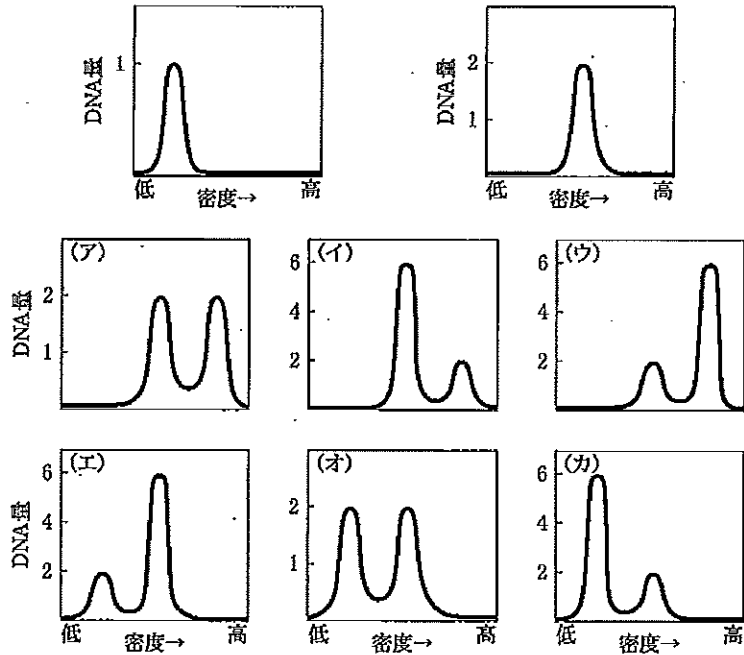 DNA量
1
低
密度→
高
DNA量
2
1
低
密度→
高
(ア)
DNA量
2
1
(イ)
6
4
2
(ウ)
6
4
2
(エ)
DNA量
6
4
2
低
密度→
高
(オ)
2
1
低
密度→
高
(カ)
6
4
2
低
密度→
高